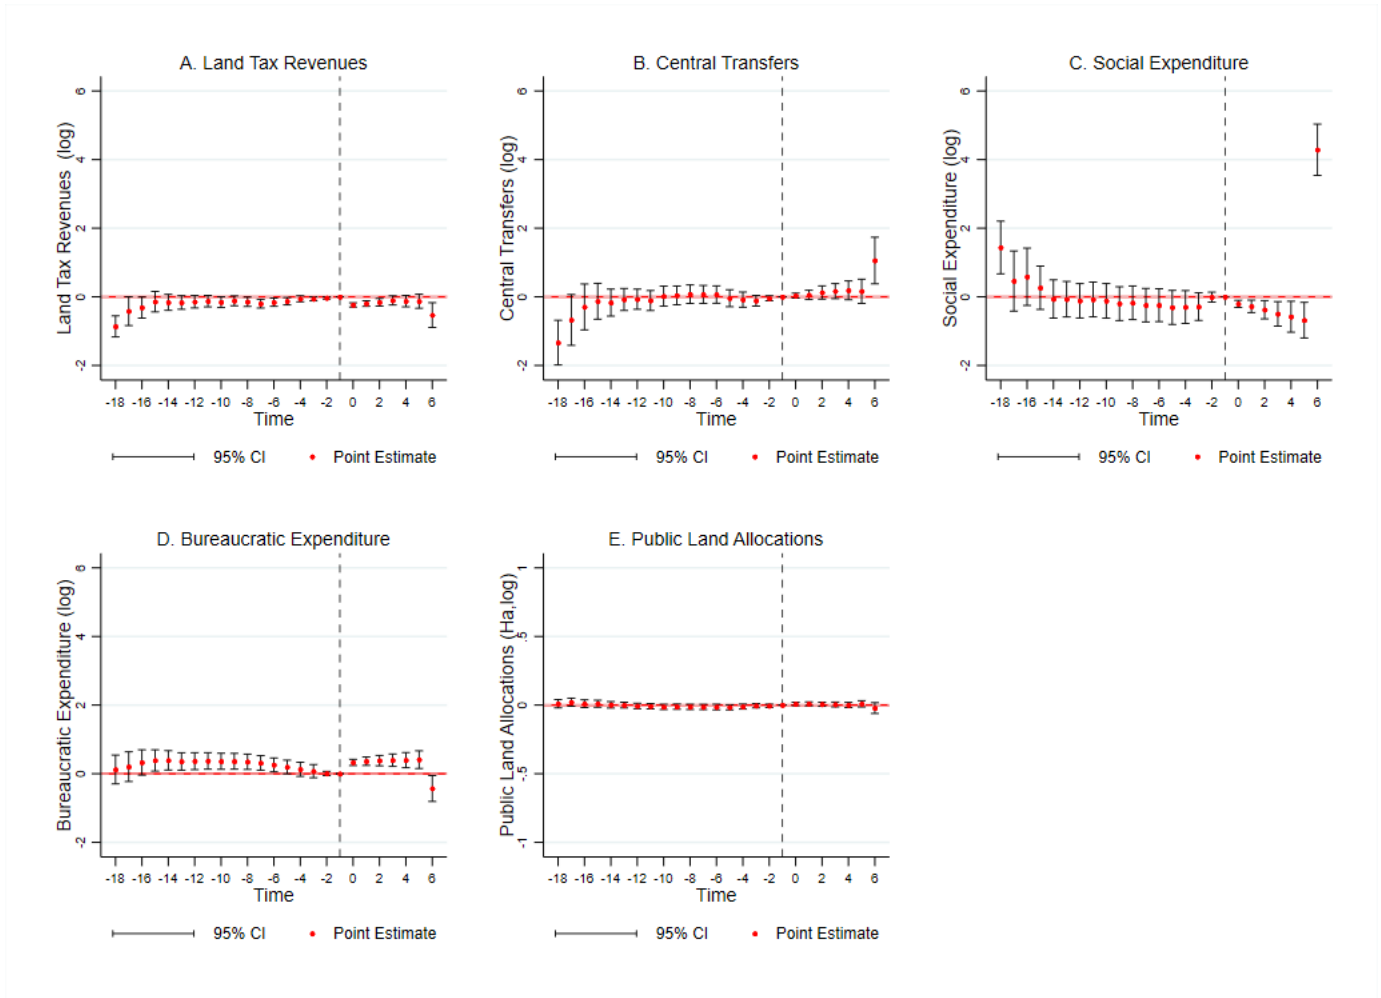 A. Land Tax Revenues
Land Tax Revenues (log)
6
4
2
0
-2
-18 -16 -14 -12 -10 -8 -6 -4 -2 0 2 4 6
Time
95% CI Point Estimate
B. Central Transfers
Central Transfers (log)
6
4
2
0
-2
-18 -16 -14 -12 -10 -8 -6 -4 -2 0 2 4 6
Time
95% CI Point Estimate
C. Social Expenditure
Social Expenditure (log)
6
4
2
0
-2
-18 -16 -14 -12 -10 -8 -6 -4 -2 0 2 4 6
Time
95% CI Point Estimate
D. Bureaucratic Expenditure
Bureaucratic Expenditure (log)
6
4
2
0
-2
-18 -16 -14 -12 -10 -8 -6 -4 -2 0 2 4 6
Time
95% CI Point Estimate
E. Public Land Allocations
Public Land Allocations (Ha,log)
1
.5
0
-.5
-1
-18 -16 -14 -12 -10 -8 -6 -4 -2 0 2 4 6
Time
95% CI Point Estimate